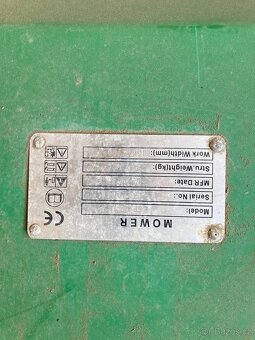 MOWER
CE
Model:
Serial No.:
MFR Date:
Stru. Weight(kg):
Work Width(mm):